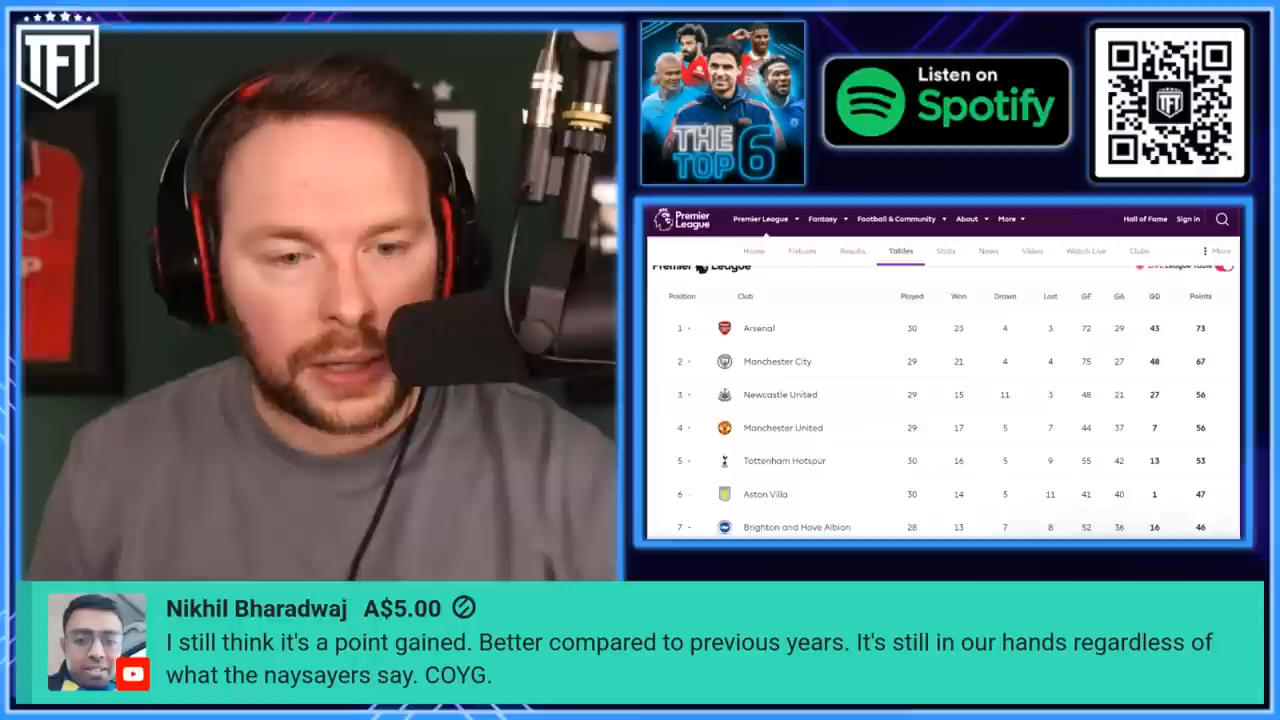 TFT
THE
TOP 6
Listen on
Spotify
TFT
P
Premier
League
Premier League Fantasy Football & Community About More Hall of Fame Sign in
Home Fixtures Results Tables Stats News Video Watch Live Clubs More
Premier League LIVE League Table
Position Club Played Won Drawn Lost GF GA GD Points
1 Arsenal 30 23 4 3 72 29 43 73
2 Manchester City 29 21 4 4 75 27 48 67
3 Newcastle United 29 15 11 3 48 21 27 56
4 Manchester United 29 17 5 7 44 37 7 56
5 Tottenham Hotspur 30 16 5 9 55 42 13 53
6 Aston Villa 30 14 5 11 41 40 1 47
7 Brighton and Hove Albion 28 13 7 8 52 36 16 46
Nikhil Bharadwaj A$5.00
I still think it's a point gained. Better compared to previous years. It's still in our hands regardless of
what the naysayers say. COYG.